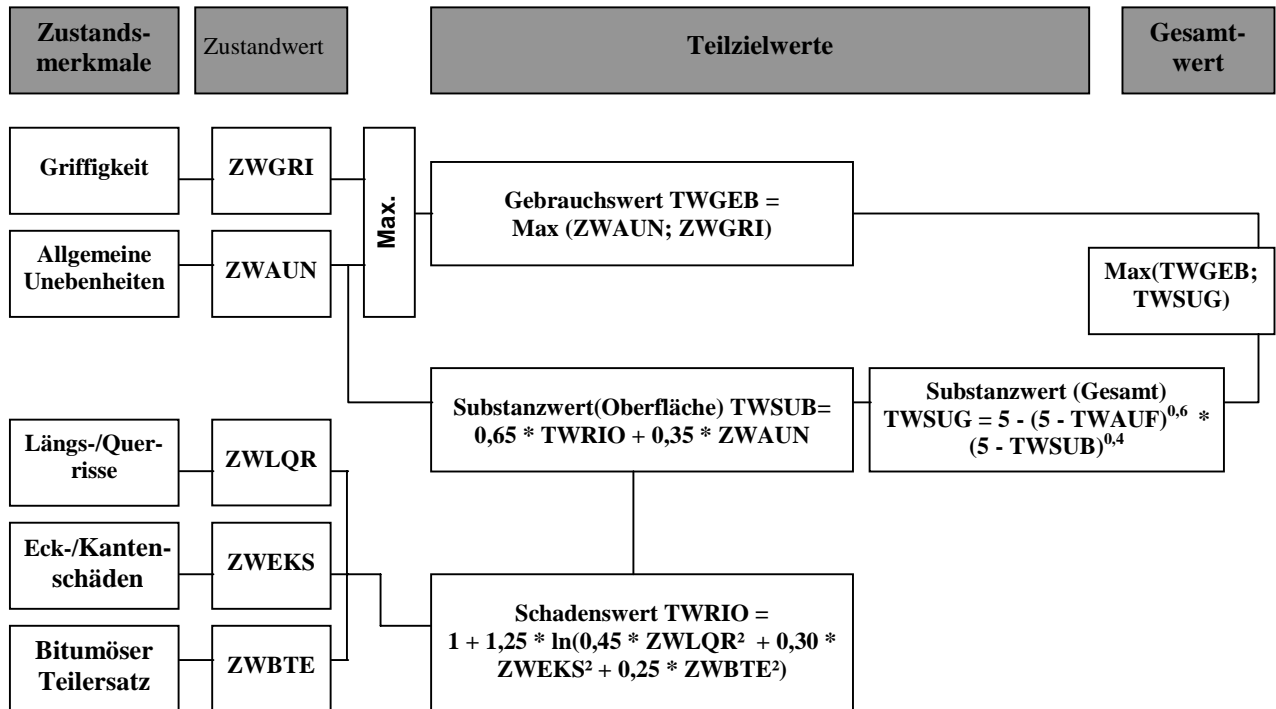 Zustands-
merkmale
Zustandwert
Teilzielwerte
Gesamt-
wert
Griffigkeit
ZWGRI
Max.
Gebrauchswert TWGEB =
Max (ZWAUN; ZWGRI)
Allgemeine
Unebenheiten
ZWAUN
Max(TWGEB;
TWSUG)
Substanzwert(Oberfläche) TWSUB=
0,65 * TWRIO + 0,35 * ZWAUN
Substanzwert (Gesamt)
TWSUG = 5 - (5 - TWAUF)^0,6 *
(5 - TWSUB)^0,4
Längs-/Quer-
risse
ZWLQR
Eck-/Kanten-
schäden
ZWEKS
Schadenswert TWRIO =
1 + 1,25 * ln(0,45 * ZWLQR² + 0,30 *
ZWEKS² + 0,25 * ZWBTE²)
Bitumöser
Teilersatz
ZWBTE